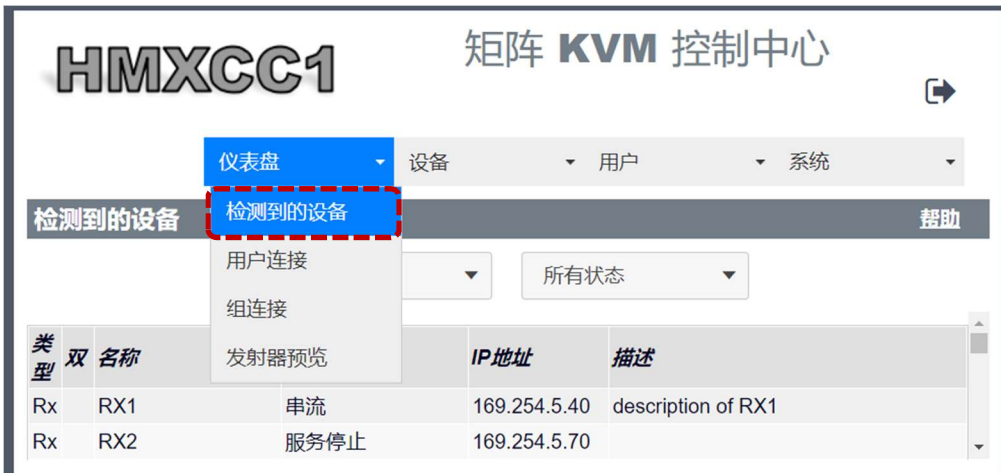 HMXCC1
矩阵 KVM 控制中心
仪表盘 设备 用户 系统
检测到的设备 检测到的设备 帮助
用户连接
所有状态
组连接
发射器预览
类型 双 名称 IP地址 描述
Rx RX1 串流 169.254.5.40 description of RX1
Rx RX2 服务停止 169.254.5.70